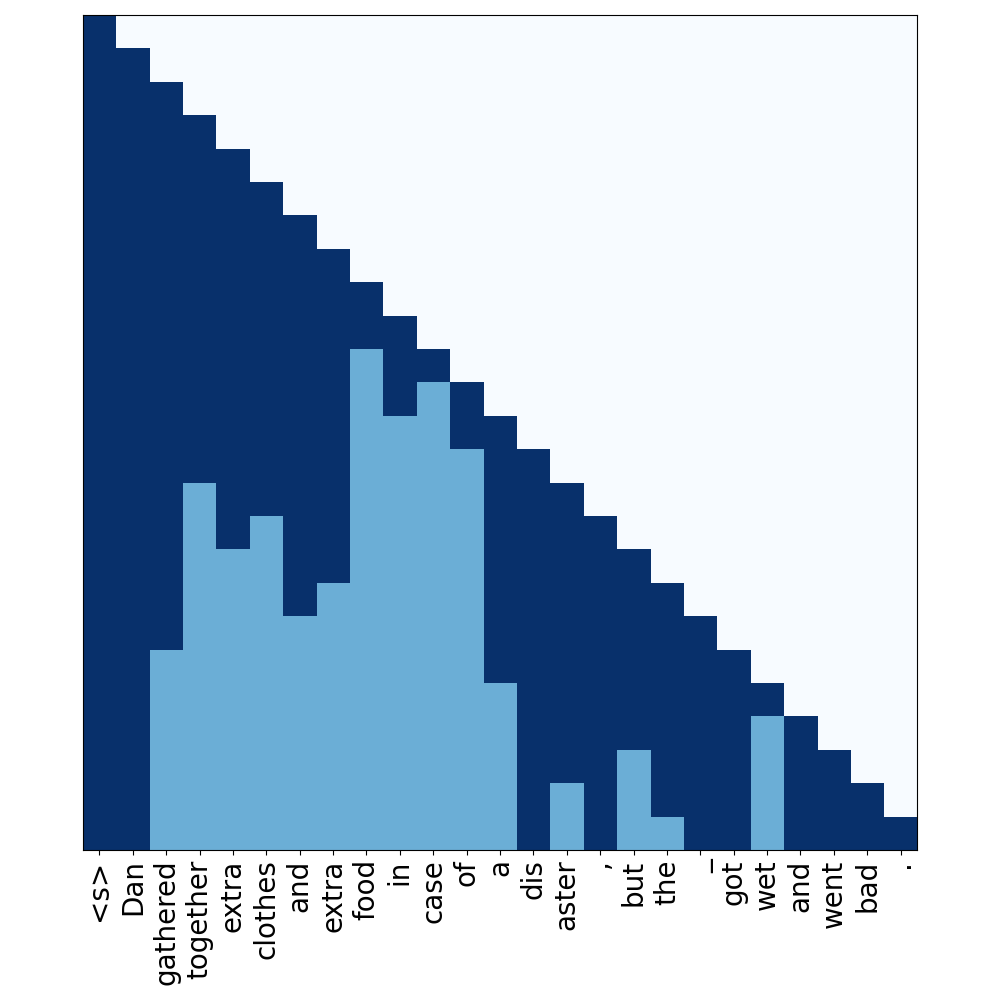 <s> Dan gathered together extra clothes and extra food in case of a dis aster , but the _ got wet and went bad .